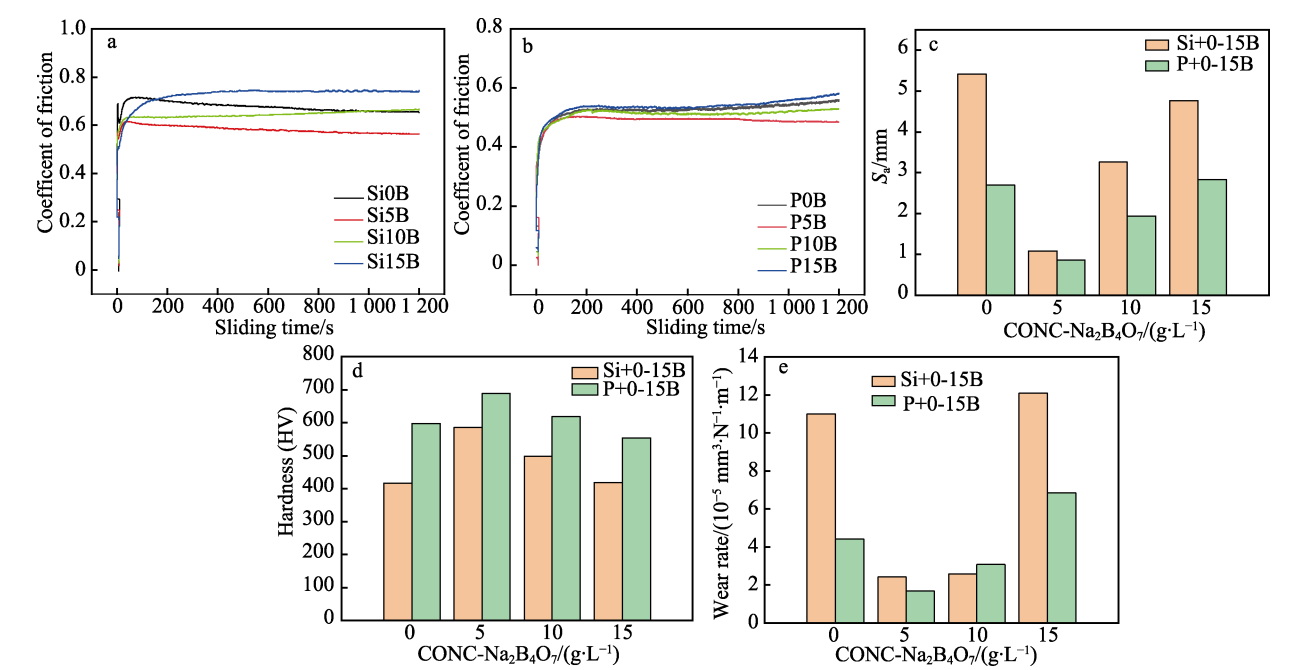 a
1.0
0.8
0.6
0.4
0.2
0
Coefficent of friction
Si0B
Si5B
Si10B
Si15B
0 200 400 600 800 1 000 1 200
Sliding time/s
b
0.8
0.6
0.4
0.2
0
Coefficent of friction
P0B
P5B
P10B
P15B
0 200 400 600 800 1 000 1 200
Sliding time/s
c
Si+0-15B
P+0-15B
6
5
4
3
2
1
0
Sₐ/mm
0 5 10 15
CONC-Na₂B₄O₇/(g·L⁻¹)
d
Si+0-15B
P+0-15B
800
700
600
500
400
300
200
100
0
Hardness (HV)
0 5 10 15
CONC-Na₂B₄O₇/(g·L⁻¹)
e
Si+0-15B
P+0-15B
14
12
10
8
6
4
2
0
Wear rate/(10⁻⁵ mm³·N⁻¹·m⁻¹)
0 5 10 15
CONC-Na₂B₄O₇/(g·L⁻¹)